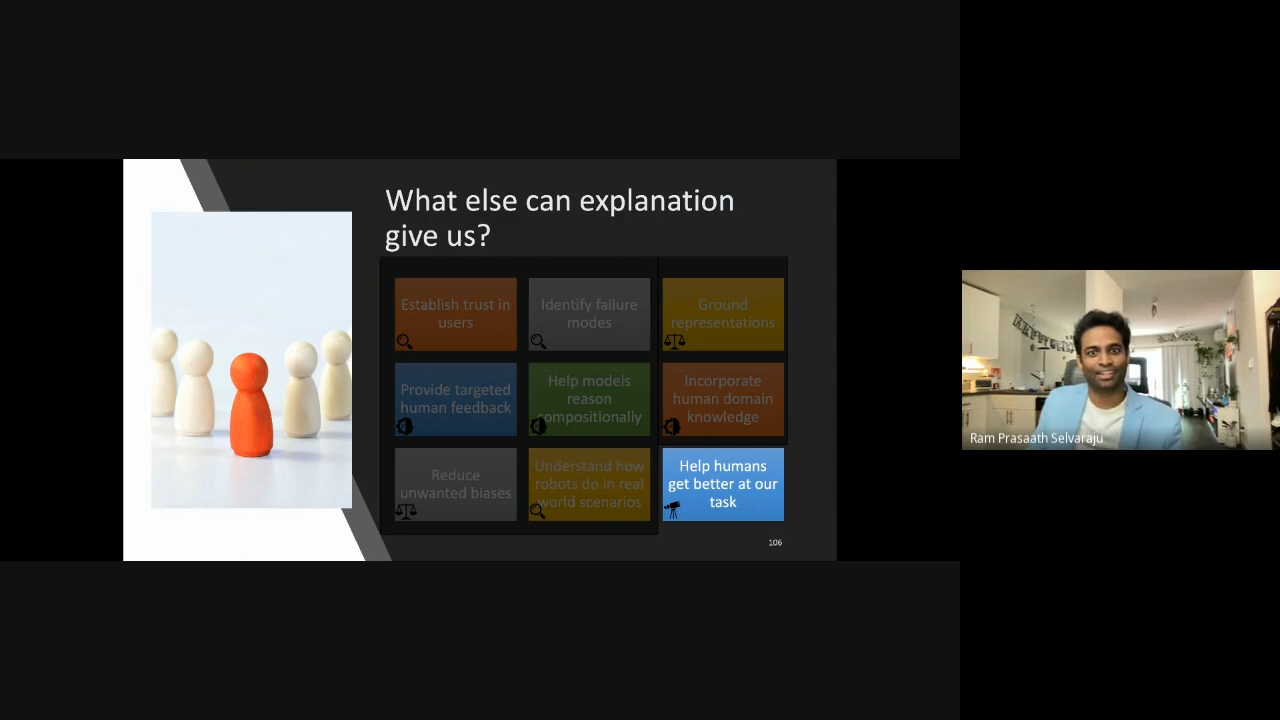 What else can explanation
give us?
Establish trust in
users
Identify failure
modes
Ground
representations
Provide targeted
human feedback
Help models
reason
compositionally
Incorporate
human domain
knowledge
Reduce
unwanted biases
Understand how
robots do in real
world scenarios
Help humans
get better at our
task
106
Ram Prasaath Selvaraju